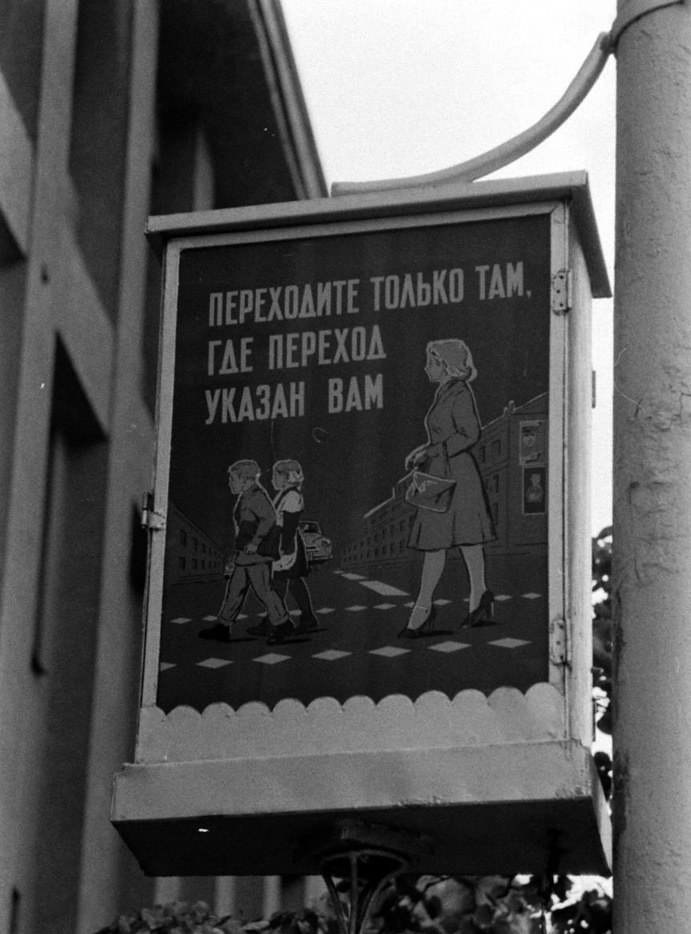 ПЕРЕХОДИТЕ ТОЛЬКО ТАМ,
ГДЕ ПЕРЕХОД
УКАЗАН ВАМ